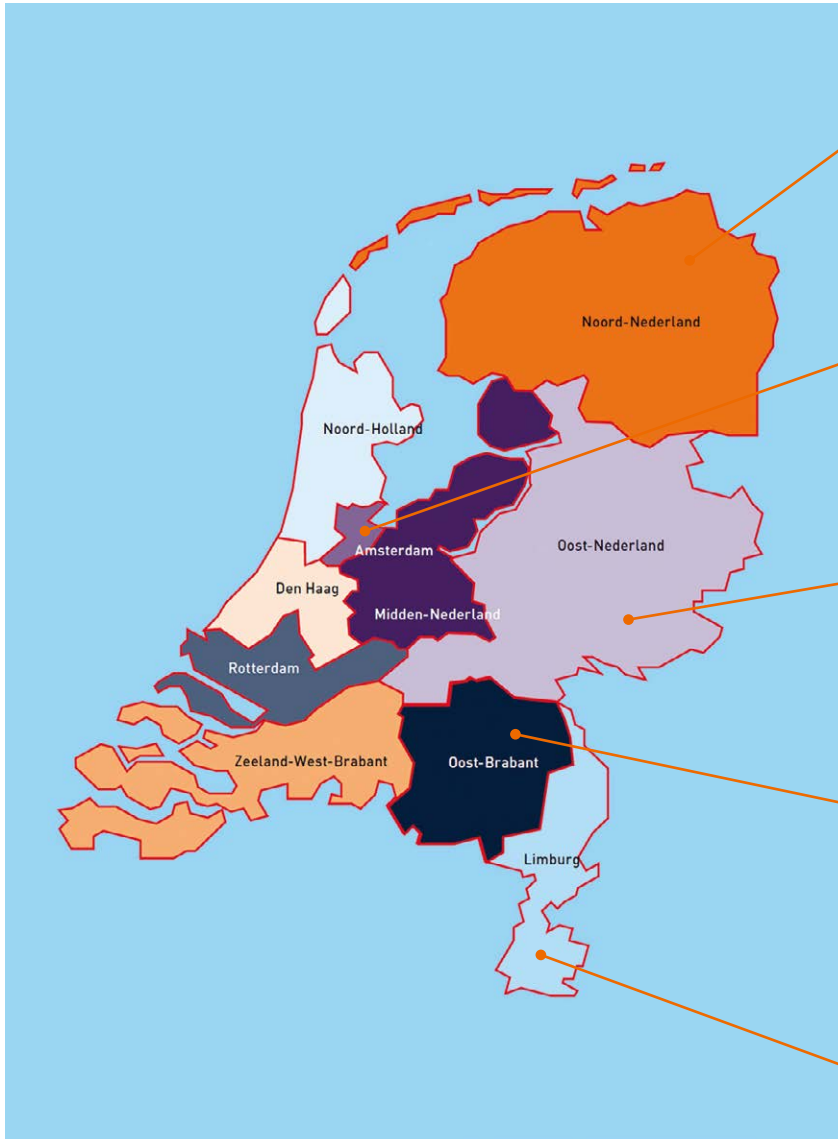 Noord-Nederland
Noord-Holland
Oost-Nederland
Amsterdam
Den Haag
Midden-Nederland
Rotterdam
Zeeland-West-Brabant
Oost-Brabant
Limburg